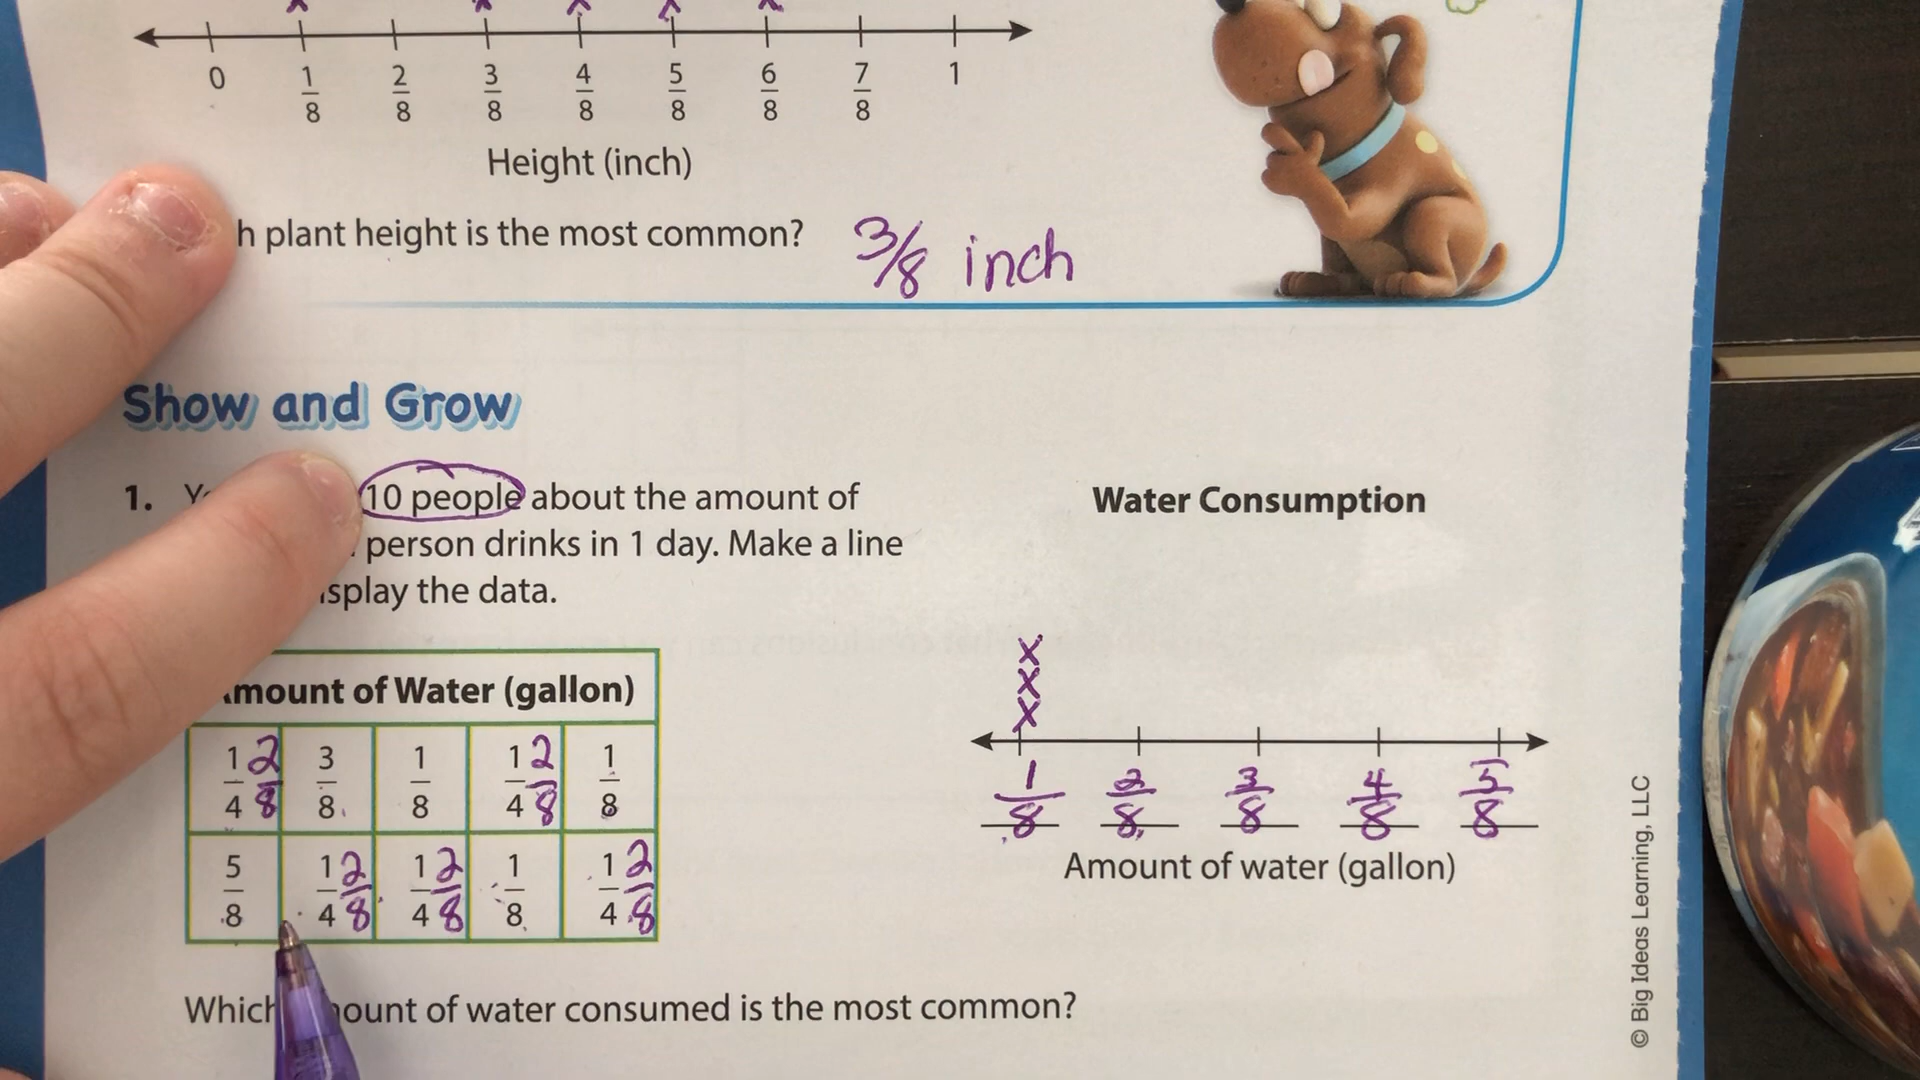 0 1/8 2/8 3/8 4/8 5/8 6/8 7/8 1
Height (inch)
h plant height is the most common? 3/8 inch
Show and Grow
1. 10 people about the amount of
person drinks in 1 day. Make a line
splay the data.
mount of Water (gallon)
1/4 2/8 3/8 1/8 1/4 2/8 1/8
5/8 1/4 2/8 1/4 2/8 1/8 1/4 2/8
Which ount of water consumed is the most common?
Water Consumption
X
X
X
1/8 2/8 3/8 4/8 5/8
Amount of water (gallon)
© Big Ideas Learning, LLC